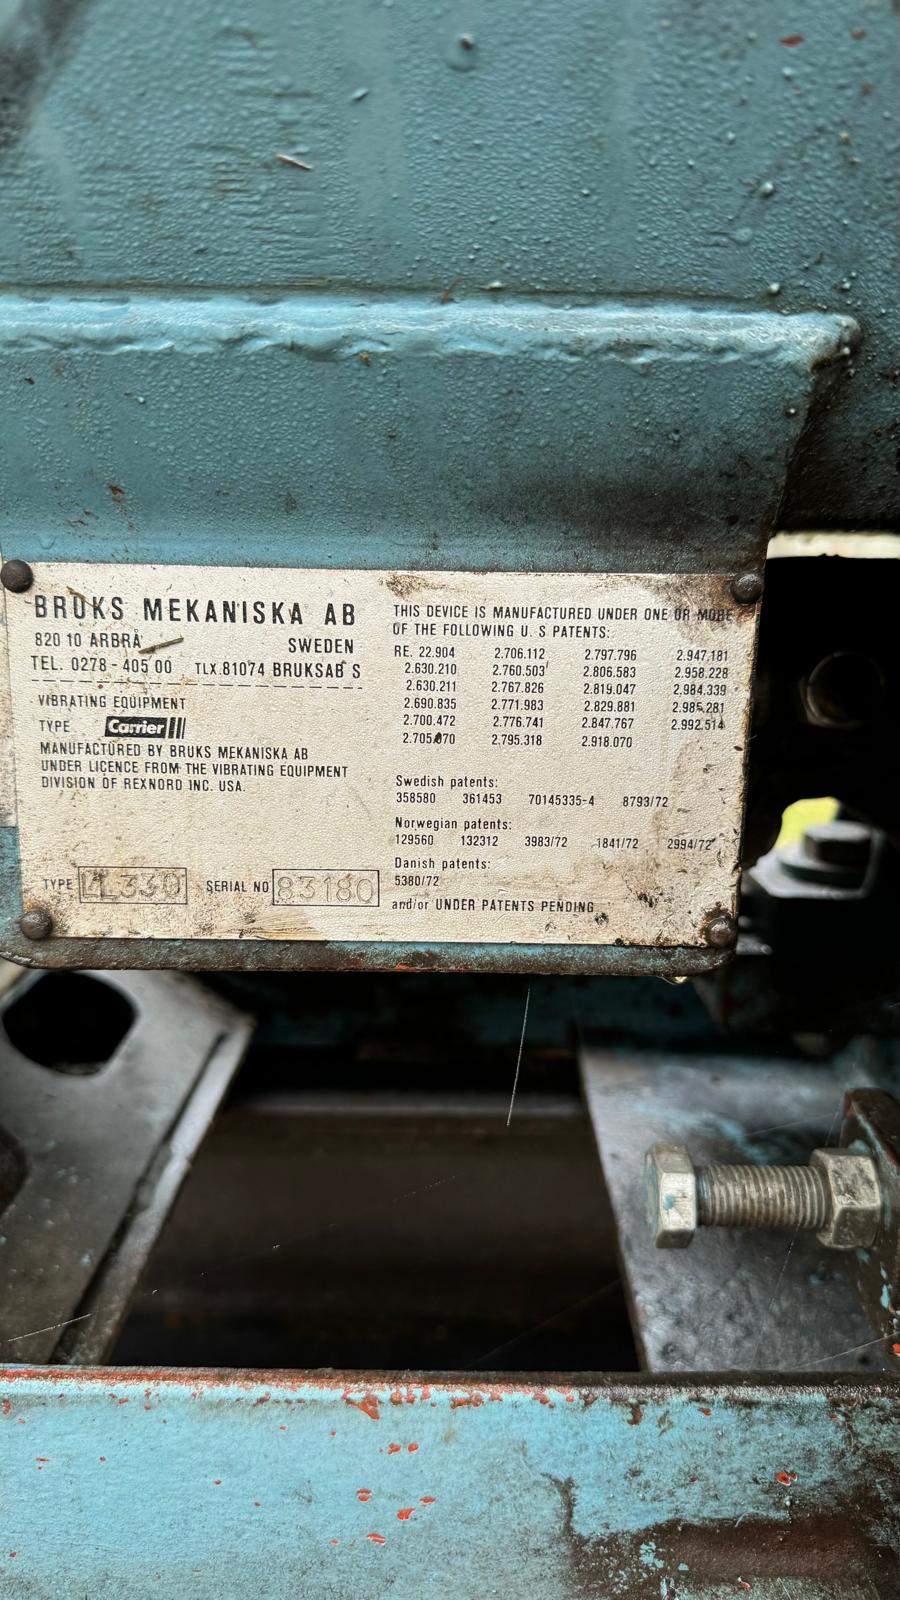 BRUKS MEKANISKA AB
820 10 ARBRÅ SWEDEN
TEL. 0278-405 00 TLX.81074 BRUKSAB S
VIBRATING EQUIPMENT
TYPE Carrier
MANUFACTURED BY BRUKS MEKANISKA AB
UNDER LICENCE FROM THE VIBRATING EQUIPMENT
DIVISION OF REXNORD INC. USA.
TYPE 4L330 SERIAL NO 83180
THIS DEVICE IS MANUFACTURED UNDER ONE OR MORE
OF THE FOLLOWING U. S PATENTS:
RE. 22.904 2.706.112 2.797.796 2.947.181
2.630.210 2.760.503 2.806.583 2.958.228
2.630.211 2.767.826 2.819.047 2.984.339
2.690.835 2.771.983 2.829.881 2.985.281
2.700.472 2.776.741 2.847.767 2.992.514
2.705.070 2.795.318 2.918.070
Swedish patents:
358580 361453 70145335-4 8793/72
Norwegian patents:
129560 132312 3983/72 1841/72 2994/72
Danish patents:
5380/72
and/or UNDER PATENTS PENDING